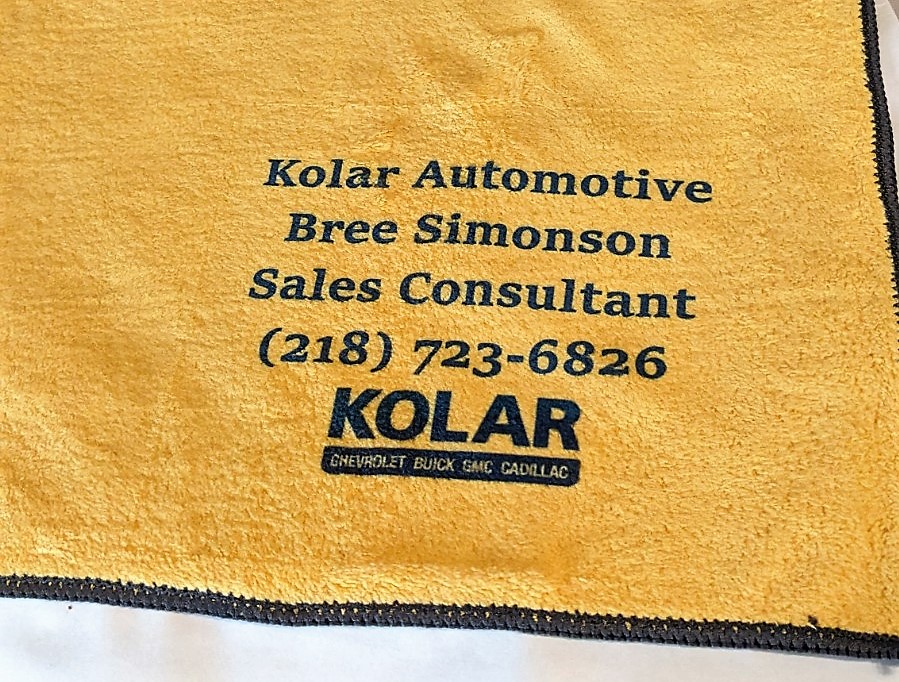 Kolar Automotive
Bree Simonson
Sales Consultant
(218) 723-6826
KOLAR
CHEVROLET BUICK GMC CADILLAC